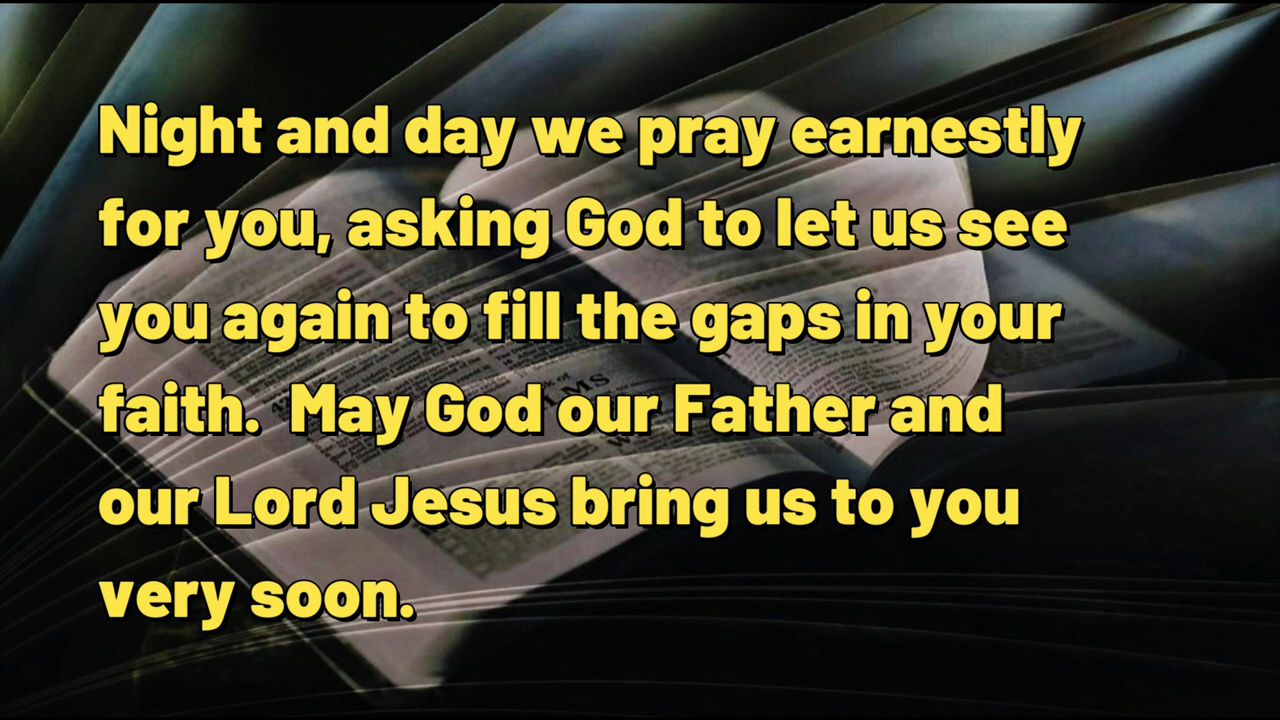 Night and day we pray earnestly
for you, asking God to let us see
you again to fill the gaps in your
faith.  May God our Father and
our Lord Jesus bring us to you
very soon.